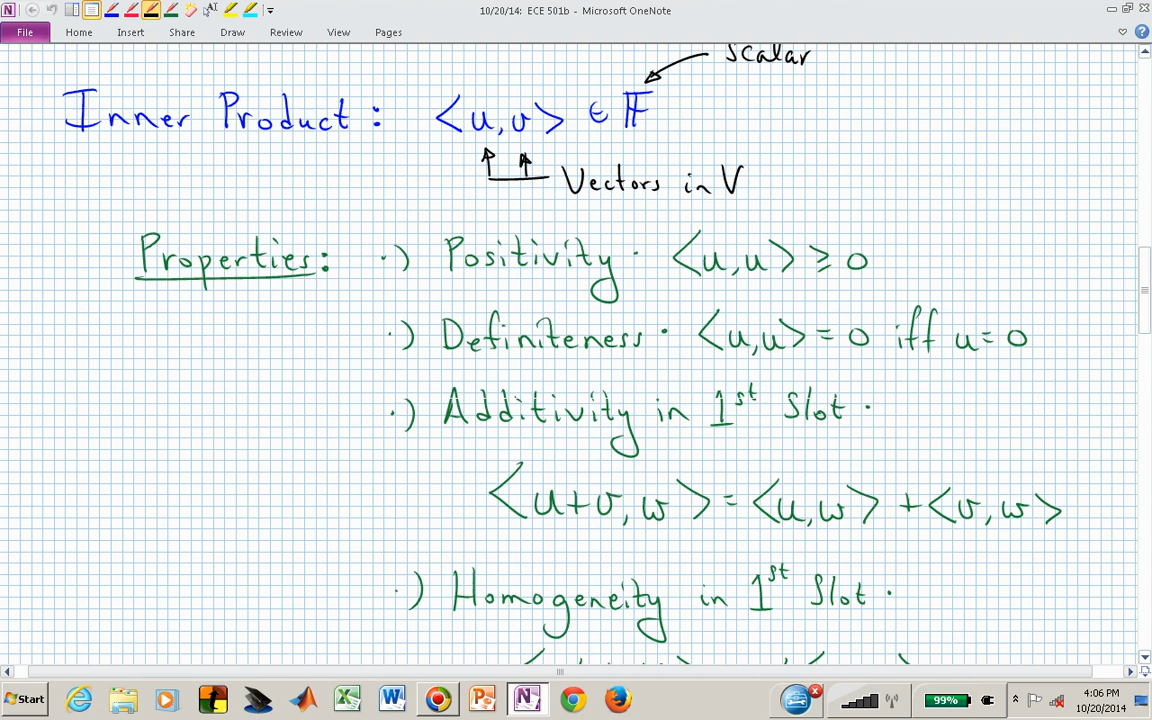 10/20/14: ECE 501b - Microsoft OneNote
File Home Insert Share Draw Review View Pages
Scalar
Inner Product: <u,v> ∈ 𝔽
Vectors in V
Properties: ·) Positivity · <u,u> ≥ 0
·) Definiteness · <u,u> = 0 iff u=0
·) Additivity in 1st Slot ·
<u+v,w> = <u,w> + <v,w>
·) Homogeneity in 1st Slot ·
Start
99%
4:06 PM
10/20/2014